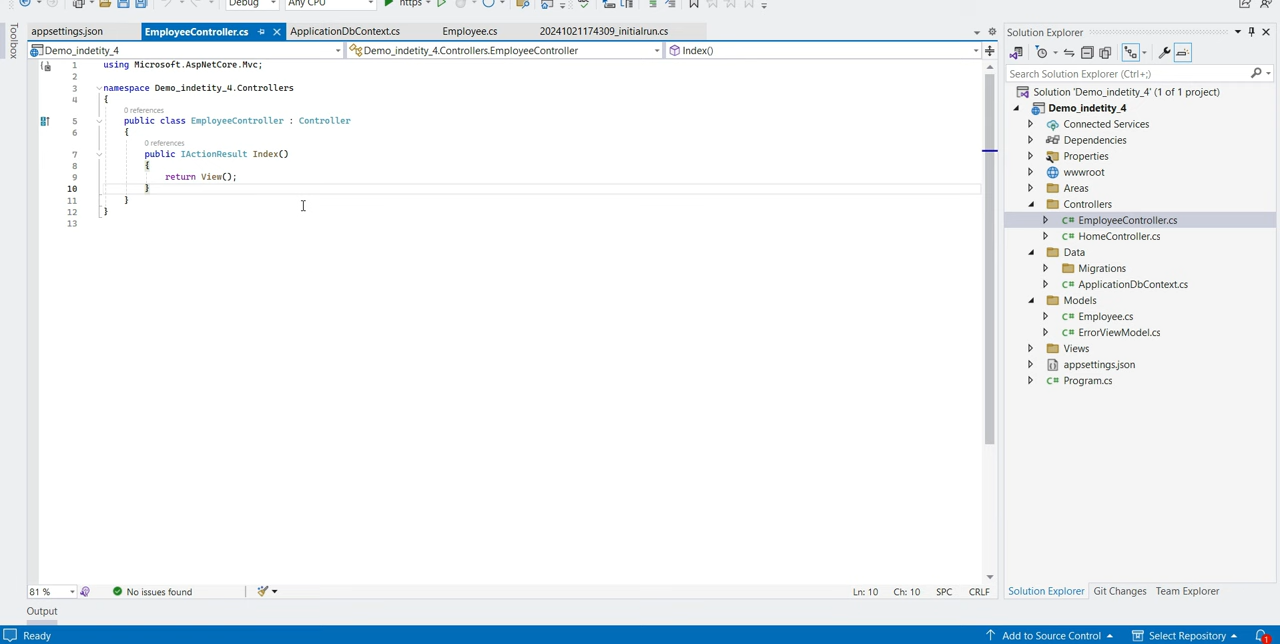 Debug
Any CPU
https
Toolbox
appsettings.json
EmployeeController.cs
ApplicationDbContext.cs
Employee.cs
20241021174309_initialrun.cs
Demo_indetity_4
Demo_indetity_4.Controllers.EmployeeController
Index()
1 using Microsoft.AspNetCore.Mvc;
2
3 namespace Demo_indetity_4.Controllers
4 {
0 references
5 public class EmployeeController : Controller
6 {
0 references
7 public IActionResult Index()
8 {
9 return View();
10 }
11 }
12 }
13
81 %
No issues found
Ln: 10
Ch: 10
SPC
CRLF
Output
Ready
Solution Explorer
Search Solution Explorer (Ctrl+;)
Solution 'Demo_indetity_4' (1 of 1 project)
Demo_indetity_4
Connected Services
Dependencies
Properties
wwwroot
Areas
Controllers
C# EmployeeController.cs
C# HomeController.cs
Data
Migrations
C# ApplicationDbContext.cs
Models
C# Employee.cs
C# ErrorViewModel.cs
Views
appsettings.json
C# Program.cs
Solution Explorer
Git Changes
Team Explorer
Add to Source Control
Select Repository
1